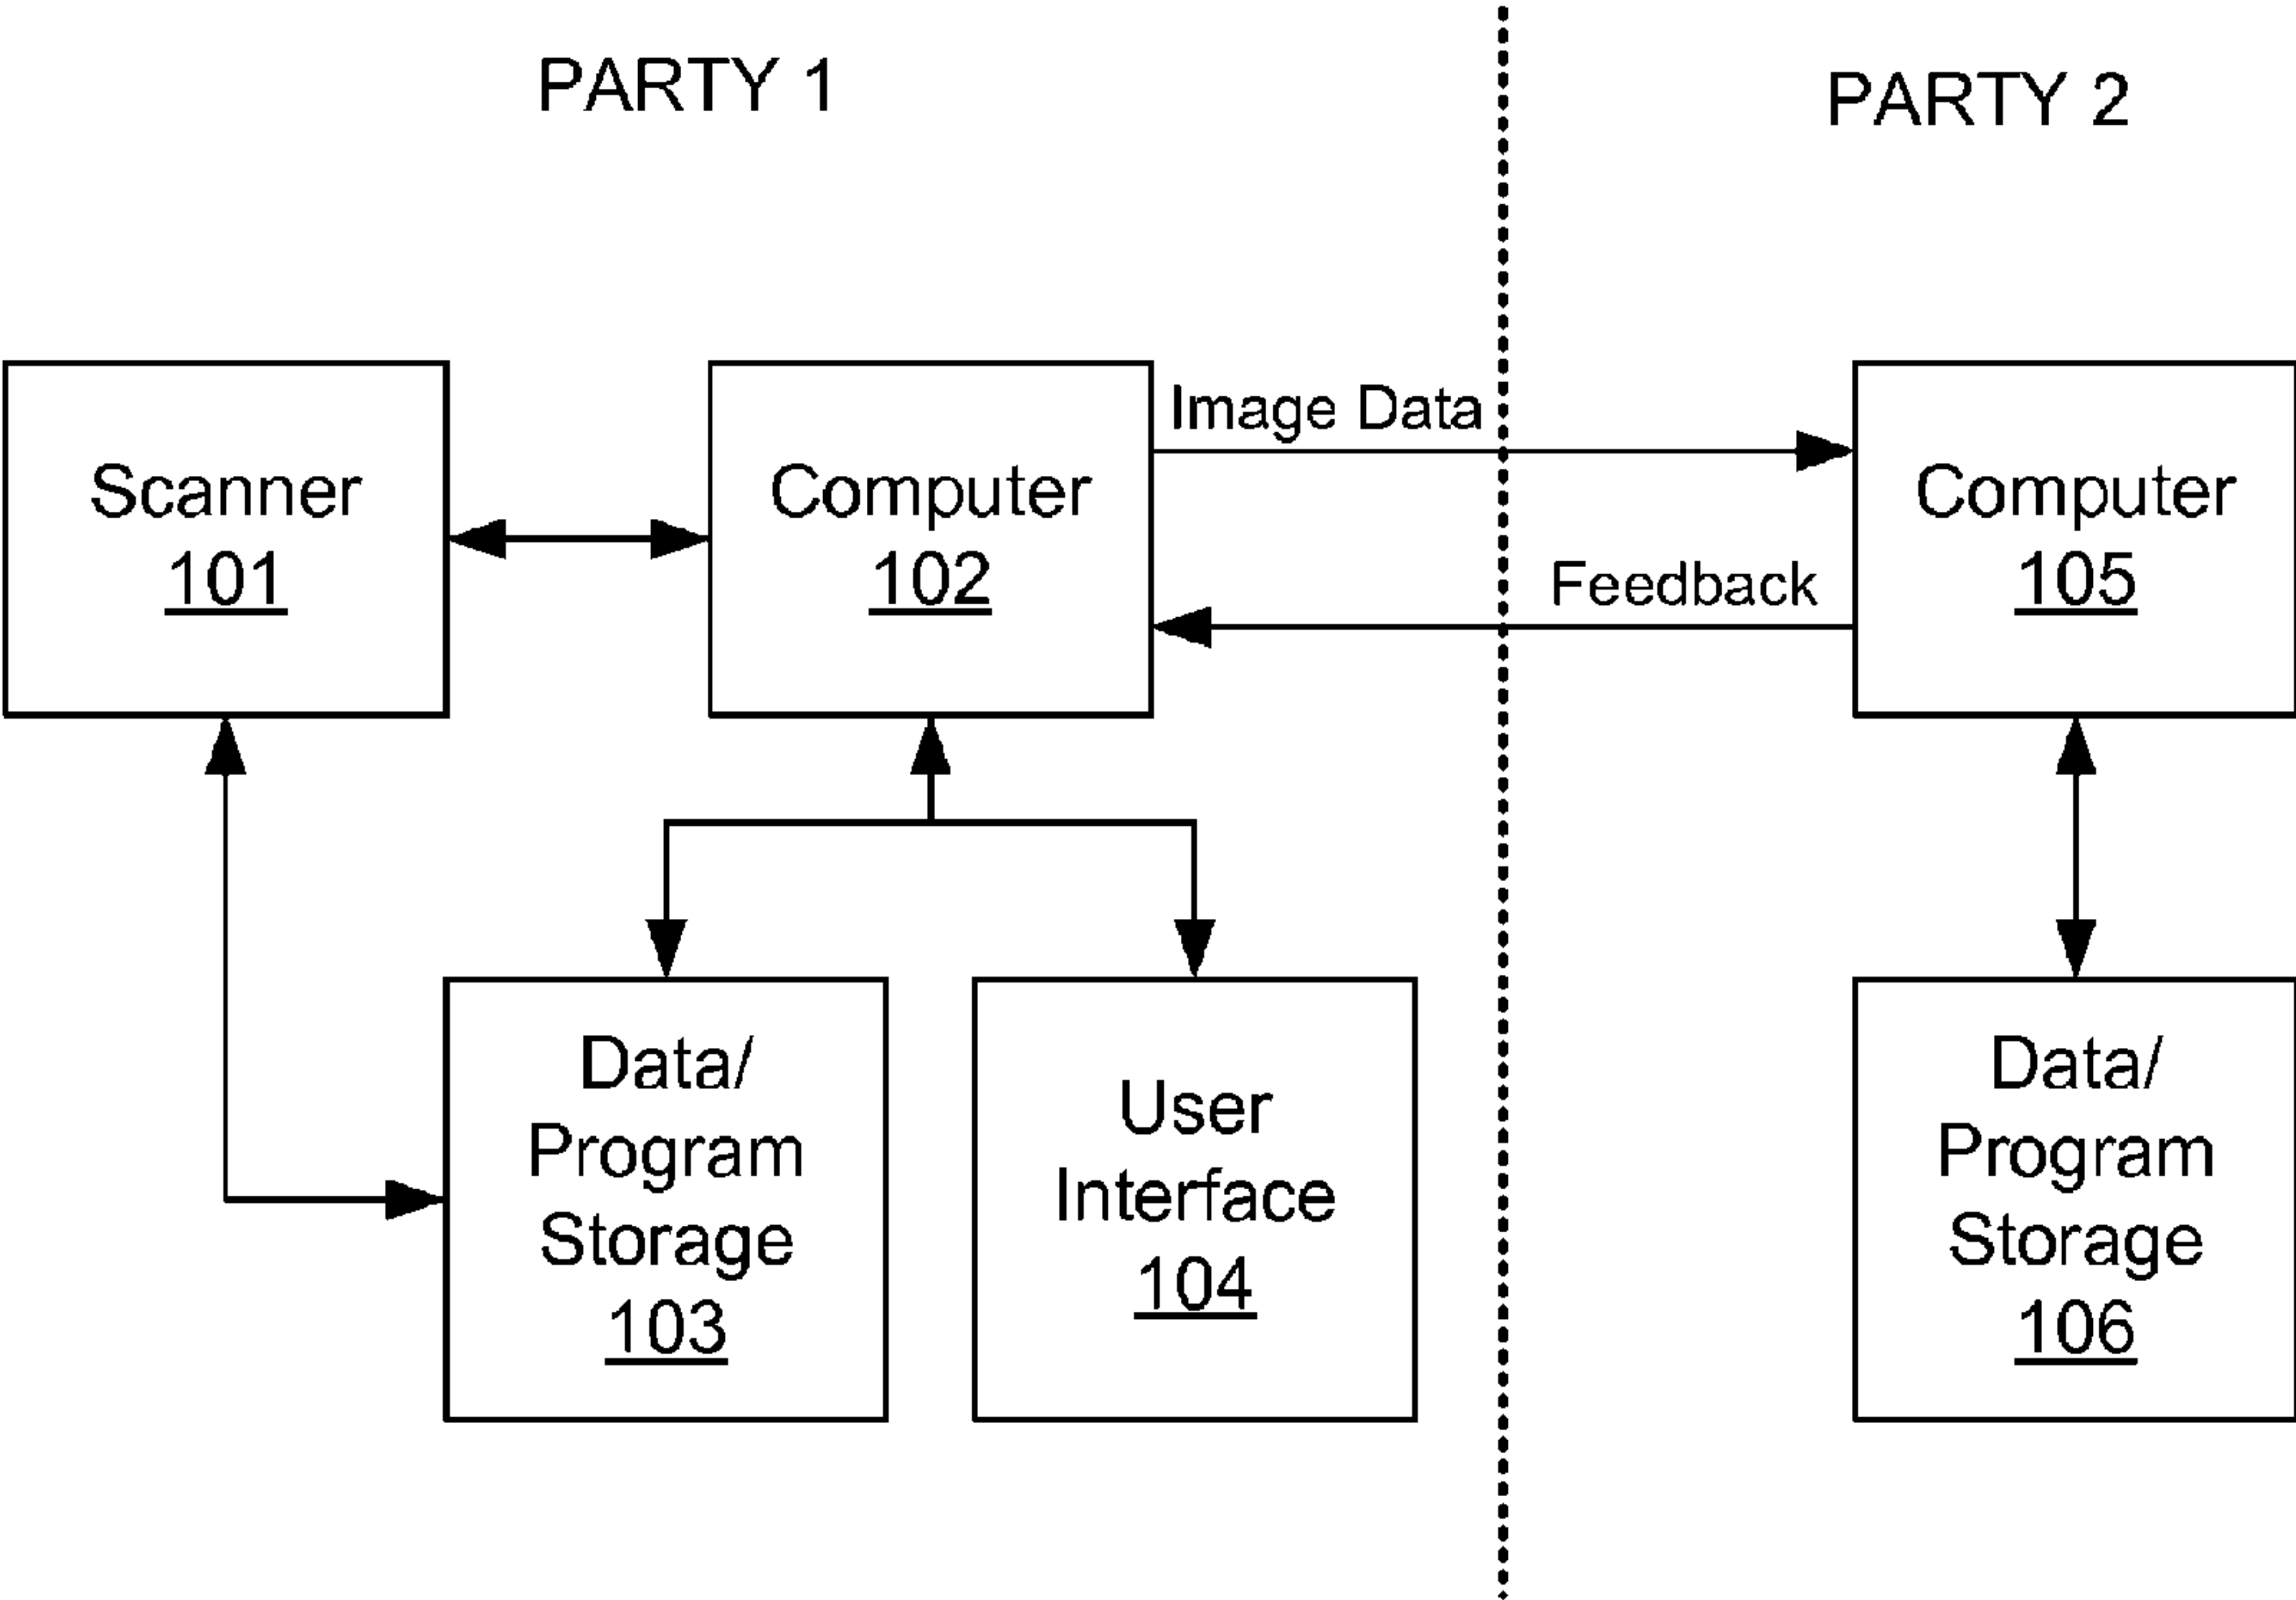 PARTY 1
PARTY 2
Scanner
101
Computer
102
Image Data
Feedback
Computer
105
Data/
Program
Storage
103
User
Interface
104
Data/
Program
Storage
106